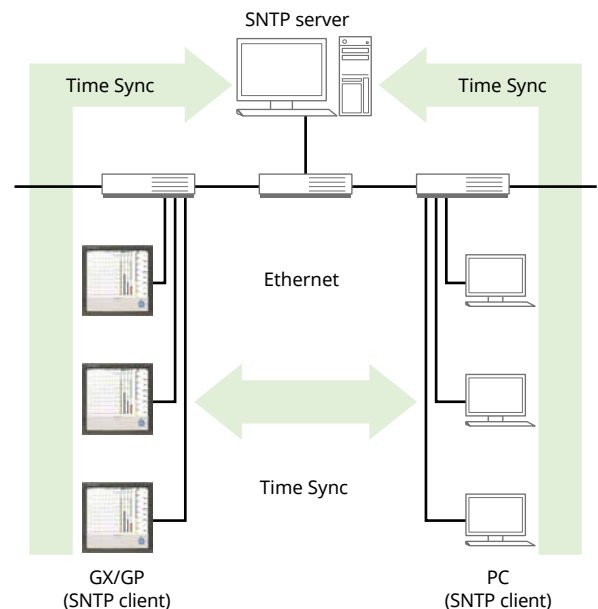 SNTP server
Time Sync
Time Sync
Ethernet
Time Sync
GX/GP
(SNTP client)
PC
(SNTP client)